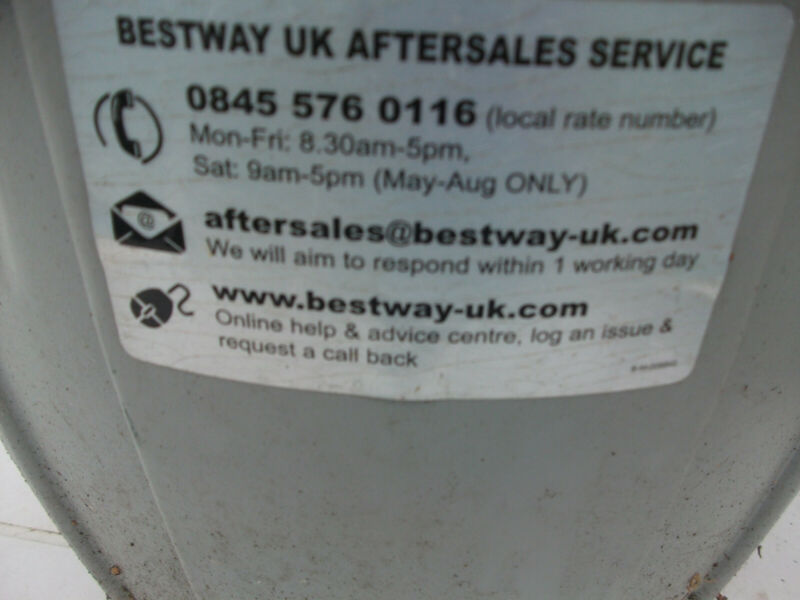 BESTWAY UK AFTERSALES SERVICE
0845 576 0116 (local rate number)
Mon-Fri: 8.30am-5pm,
Sat: 9am-5pm (May-Aug ONLY)
@
aftersales@bestway-uk.com
We will aim to respond within 1 working day
www.bestway-uk.com
Online help & advice centre, log an issue &
request a call back